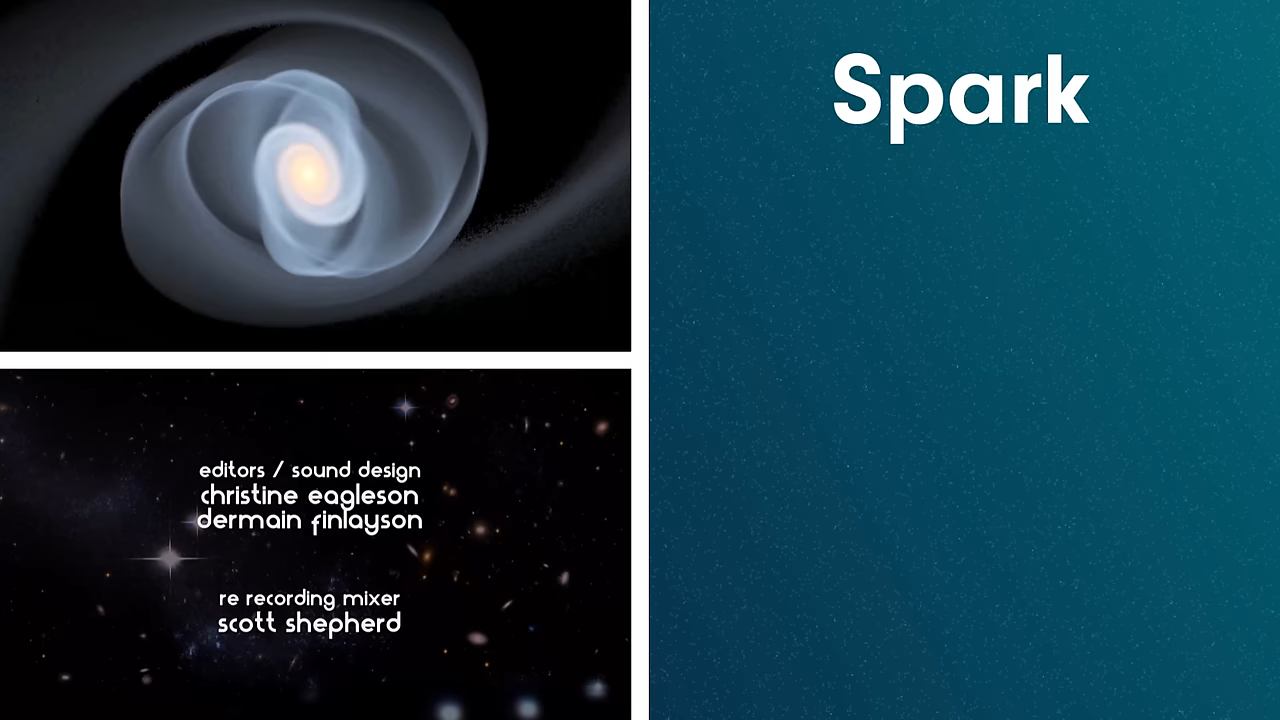 Spark
editors / sound design
christine eagleson
dermain finlayson
re recording mixer
scott shepherd